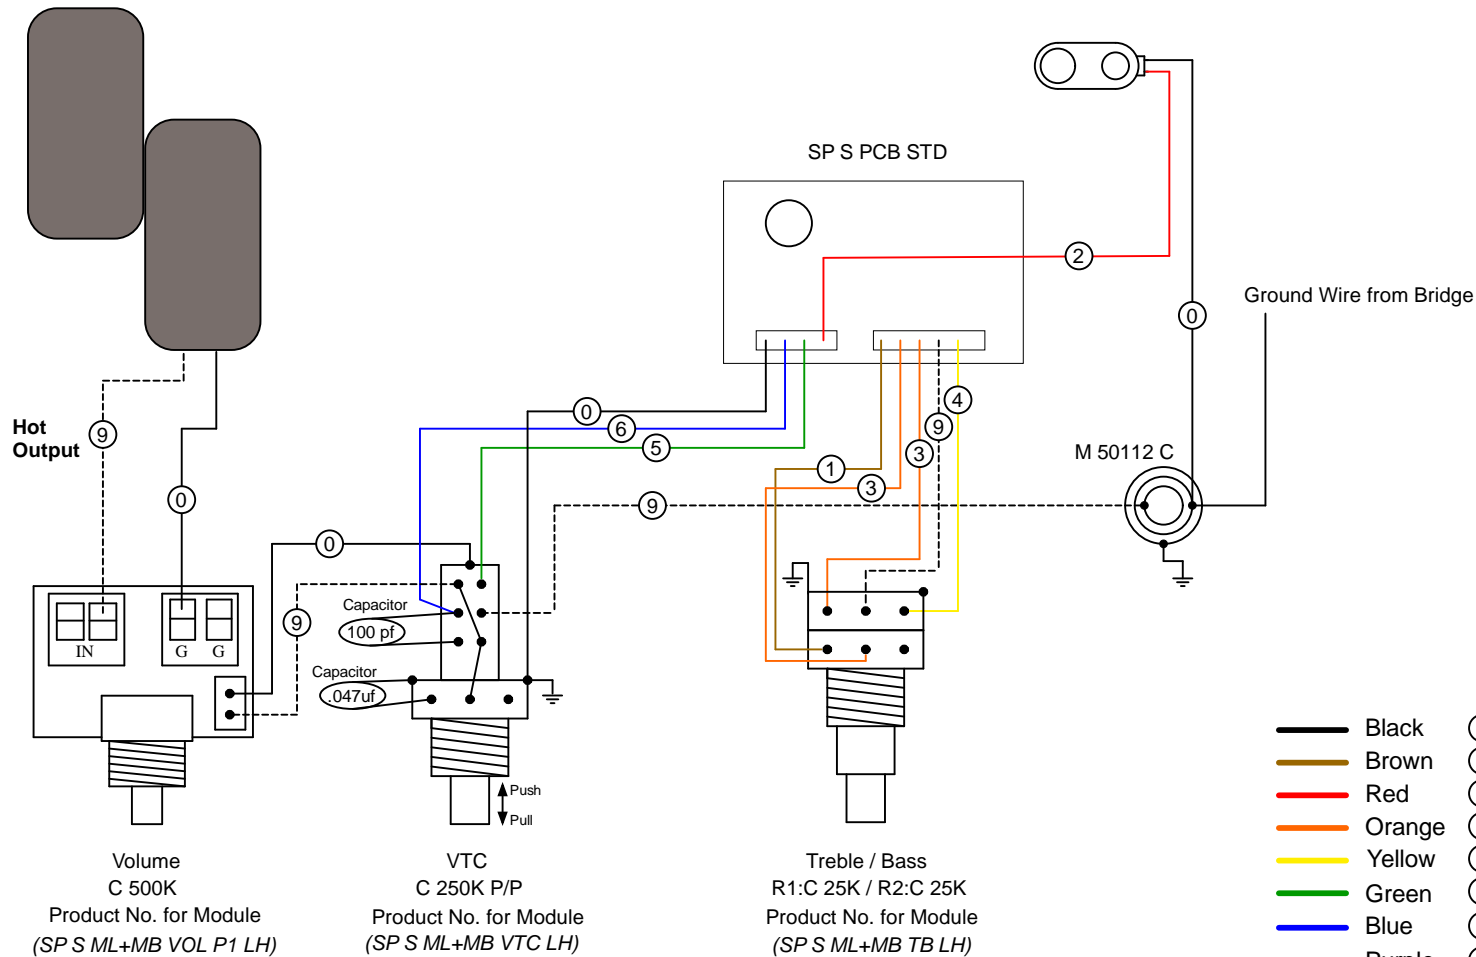 SP S PCB STD
2
Ground Wire from Bridge
0
4
0
9
Hot
Output
9
6
5
3
M 50112 C
1
3
0
9
0
Capacitor
100 pf
9
IN
G G
Capacitor
.047uf
Push
Pull
Black
Brown
Red
Orange
Yellow
Green
Blue
Volume
C 500K
Product No. for Module
(SP S ML+MB VOL P1 LH)
VTC
C 250K P/P
Product No. for Module
(SP S ML+MB VTC LH)
Treble / Bass
R1:C 25K / R2:C 25K
Product No. for Module
(SP S ML+MB TB LH)